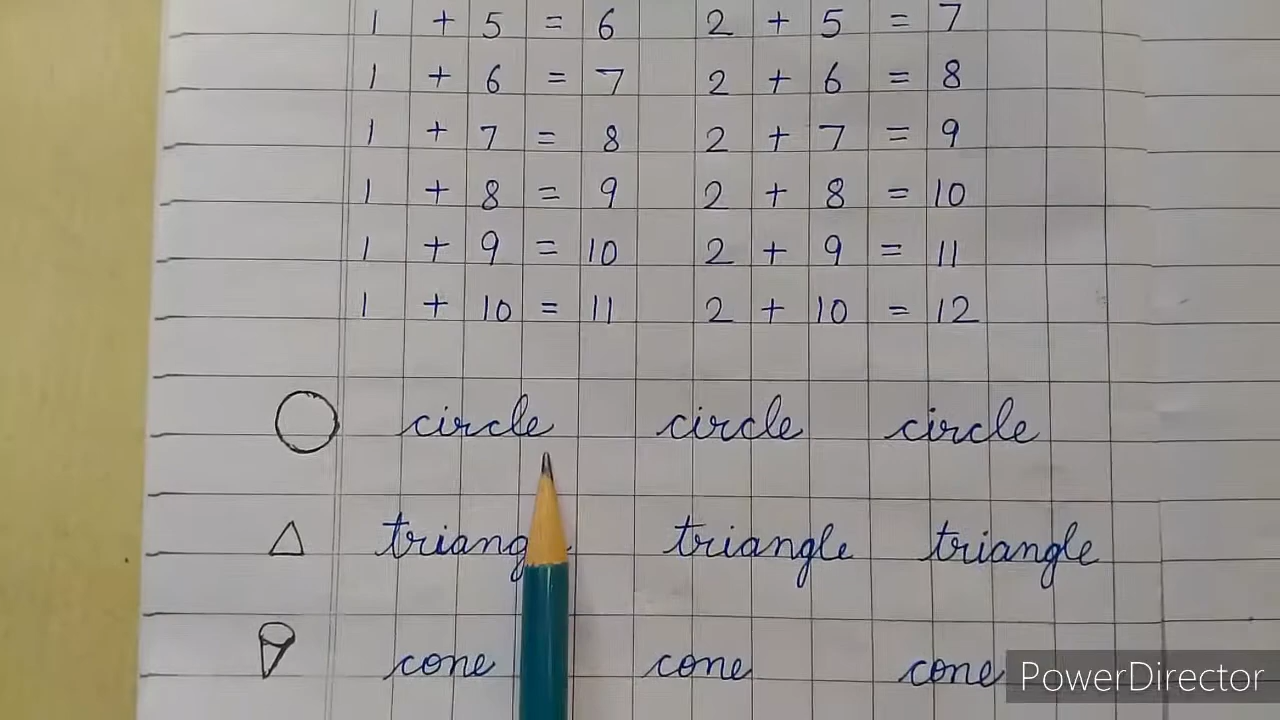 1 + 5 = 6 2 + 5 = 7
1 + 6 = 7 2 + 6 = 8
1 + 7 = 8 2 + 7 = 9
1 + 8 = 9 2 + 8 = 10
1 + 9 = 10 2 + 9 = 11
1 + 10 = 11 2 + 10 = 12
circle circle circle
triangle triangle triangle
cone cone cone
PowerDirector